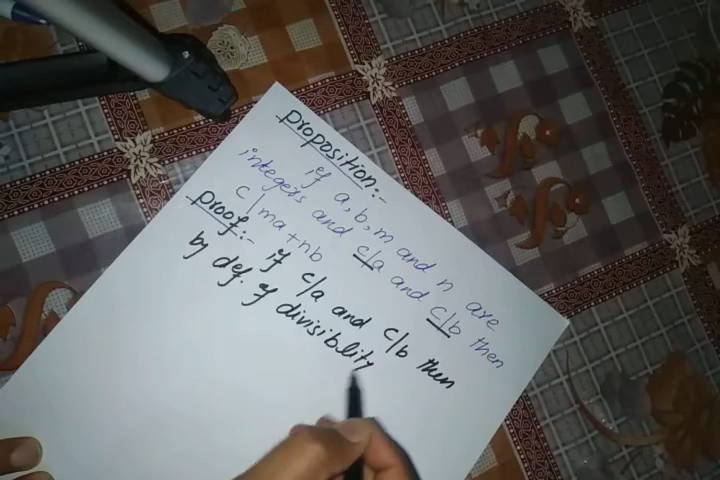 proposition:-
if a, b, m and n are
integers and c/a and c/b then
c | ma + nb
proof:- if c/a and c/b then
by def. of divisiblity